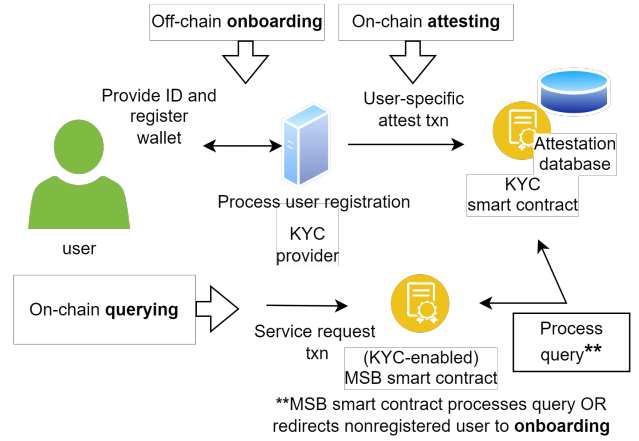 Off-chain onboarding
On-chain attesting
Provide ID and
register
wallet
User-specific
attest txn
Attestation
database
Process user registration
KYC
smart contract
user
KYC
provider
On-chain querying
Service request
txn
Process
query**
(KYC-enabled)
MSB smart contract
**MSB smart contract processes query OR
redirects nonregistered user to onboarding